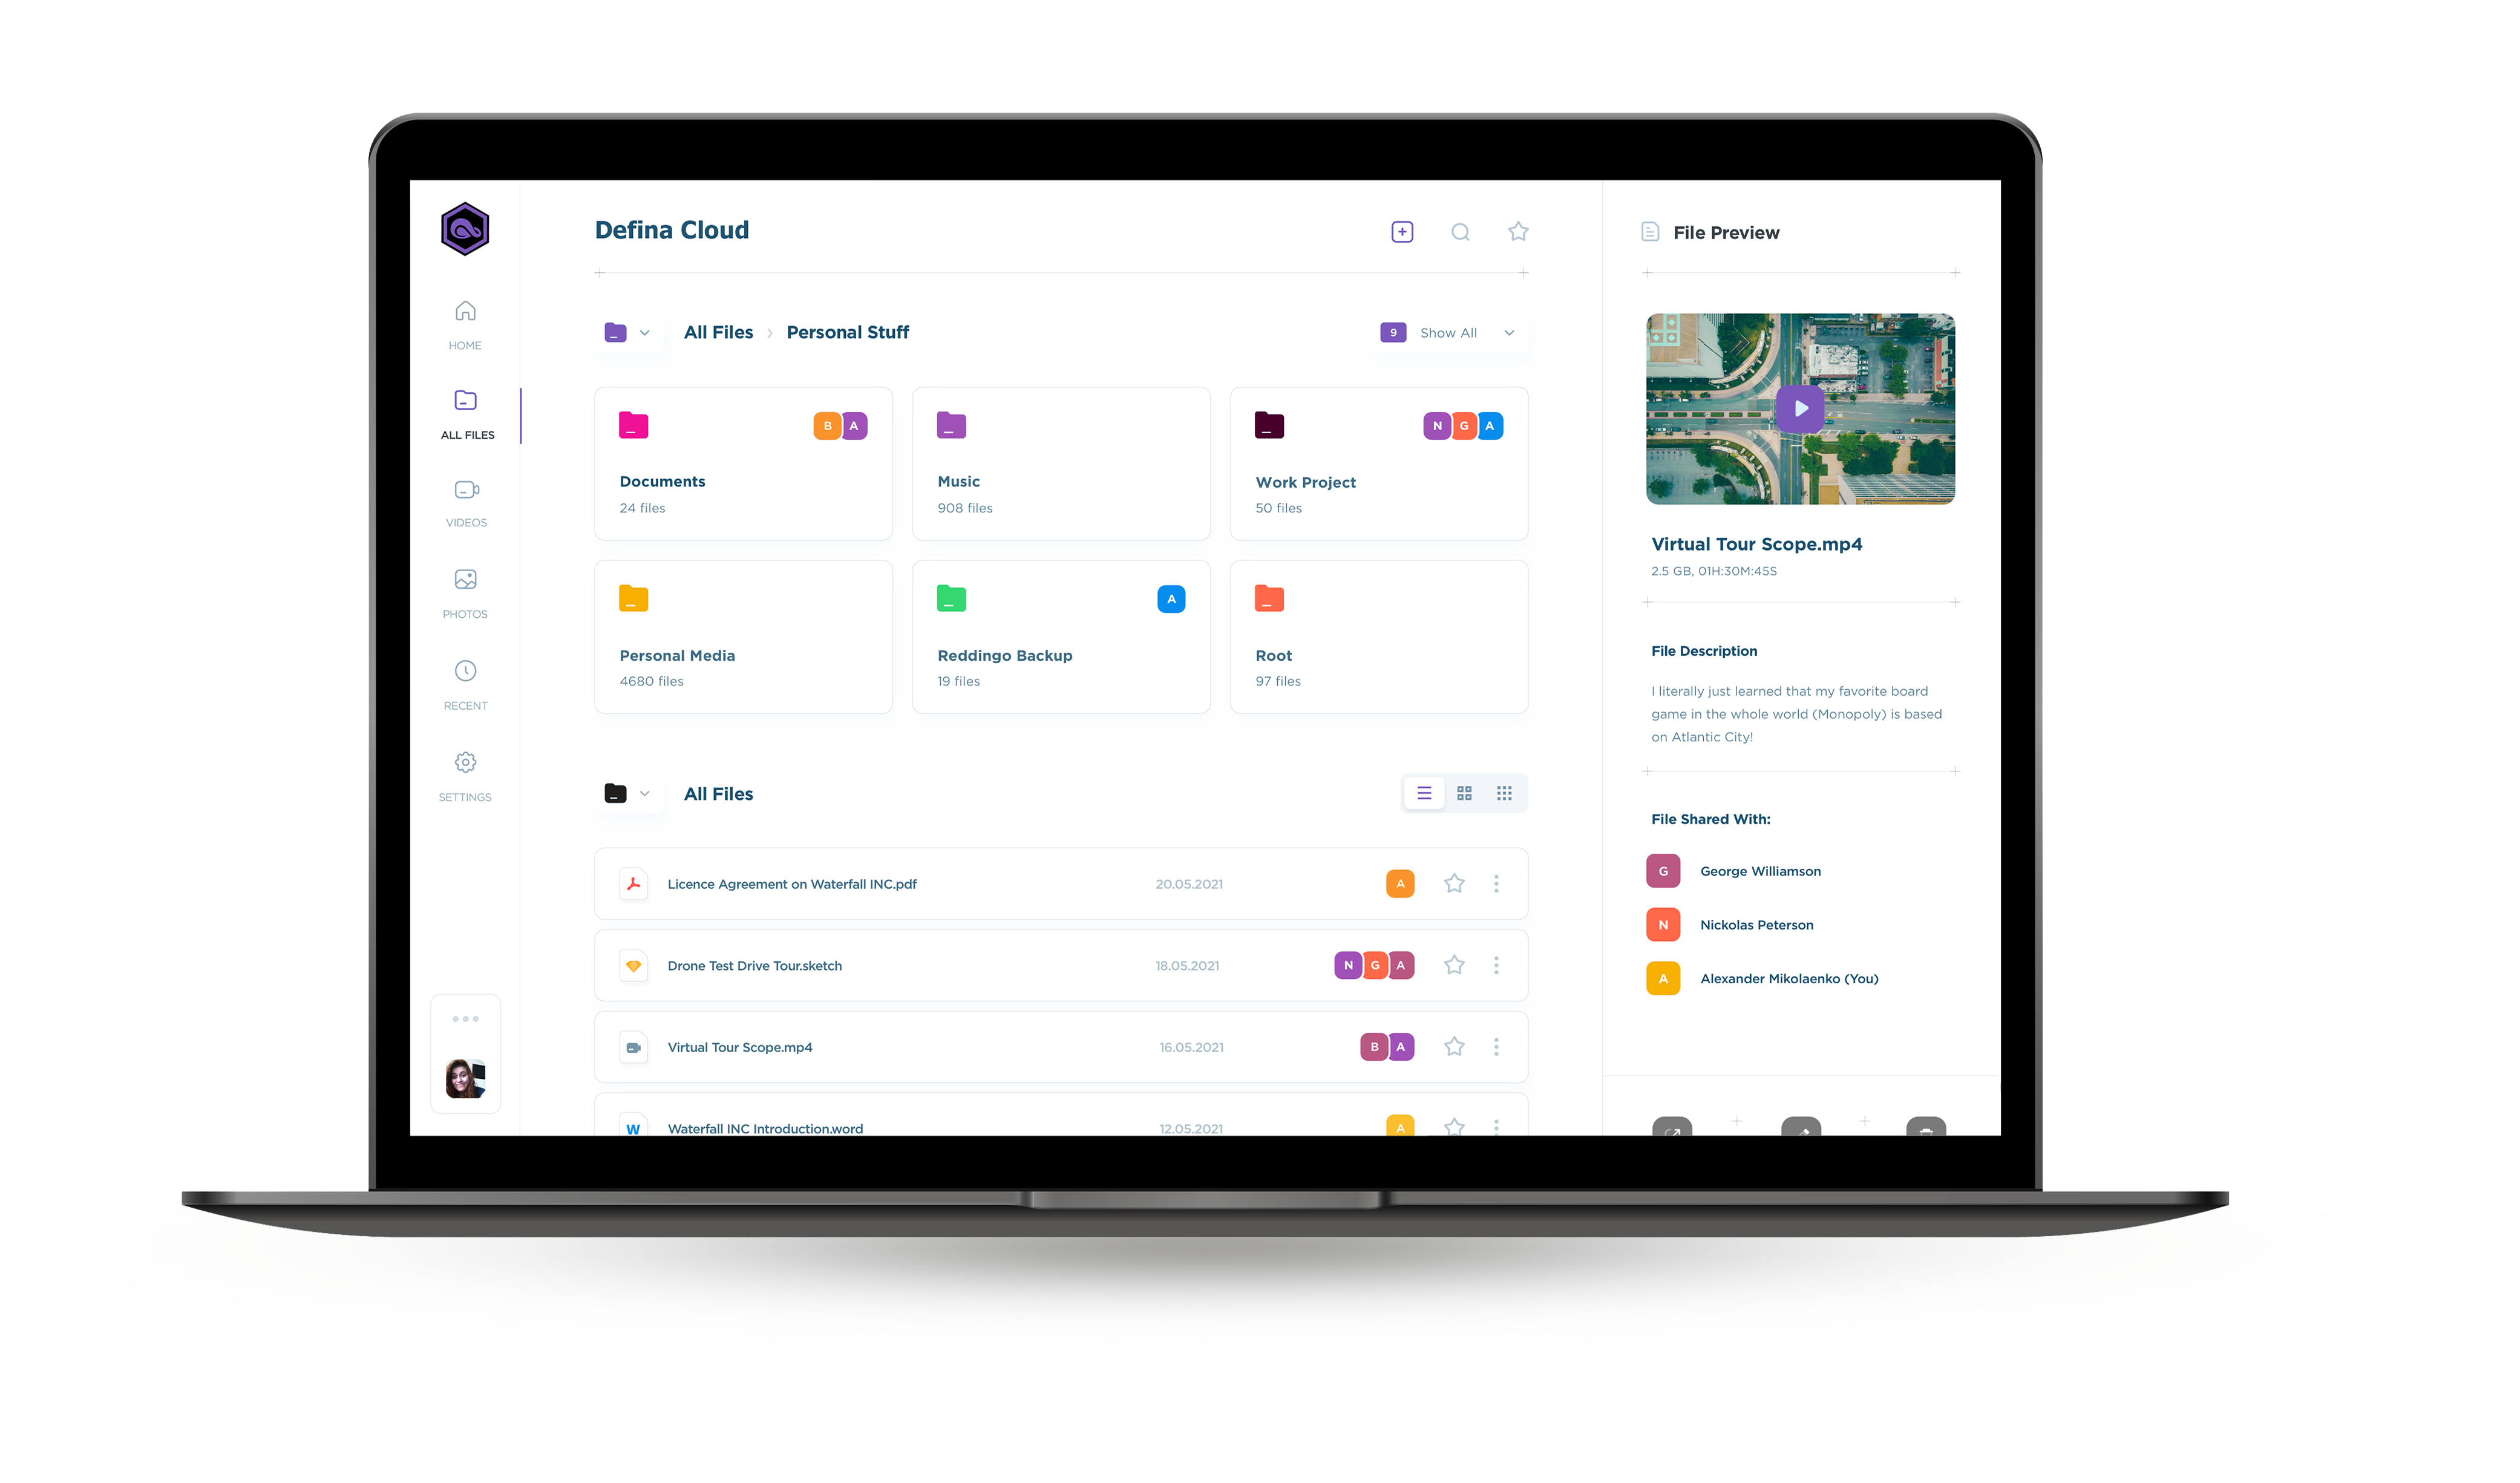 Defina Cloud
HOME
ALL FILES
VIDEOS
PHOTOS
RECENT
SETTINGS
All Files
Personal Stuff
9
Show All
B
A
Documents
24 files
Music
908 files
N
G
A
Work Project
50 files
Personal Media
4680 files
A
Reddingo Backup
19 files
Root
97 files
All Files
Licence Agreement on Waterfall INC.pdf
20.05.2021
A
Drone Test Drive Tour.sketch
18.05.2021
N
G
A
Virtual Tour Scope.mp4
16.05.2021
B
A
W
Waterfall INC Introduction.word
12.05.2021
A
File Preview
Virtual Tour Scope.mp4
2.5 GB, 01H:30M:45S
File Description
I literally just learned that my favorite board
game in the whole world (Monopoly) is based
on Atlantic City!
File Shared With:
G
George Williamson
N
Nickolas Peterson
A
Alexander Mikolaenko (You)